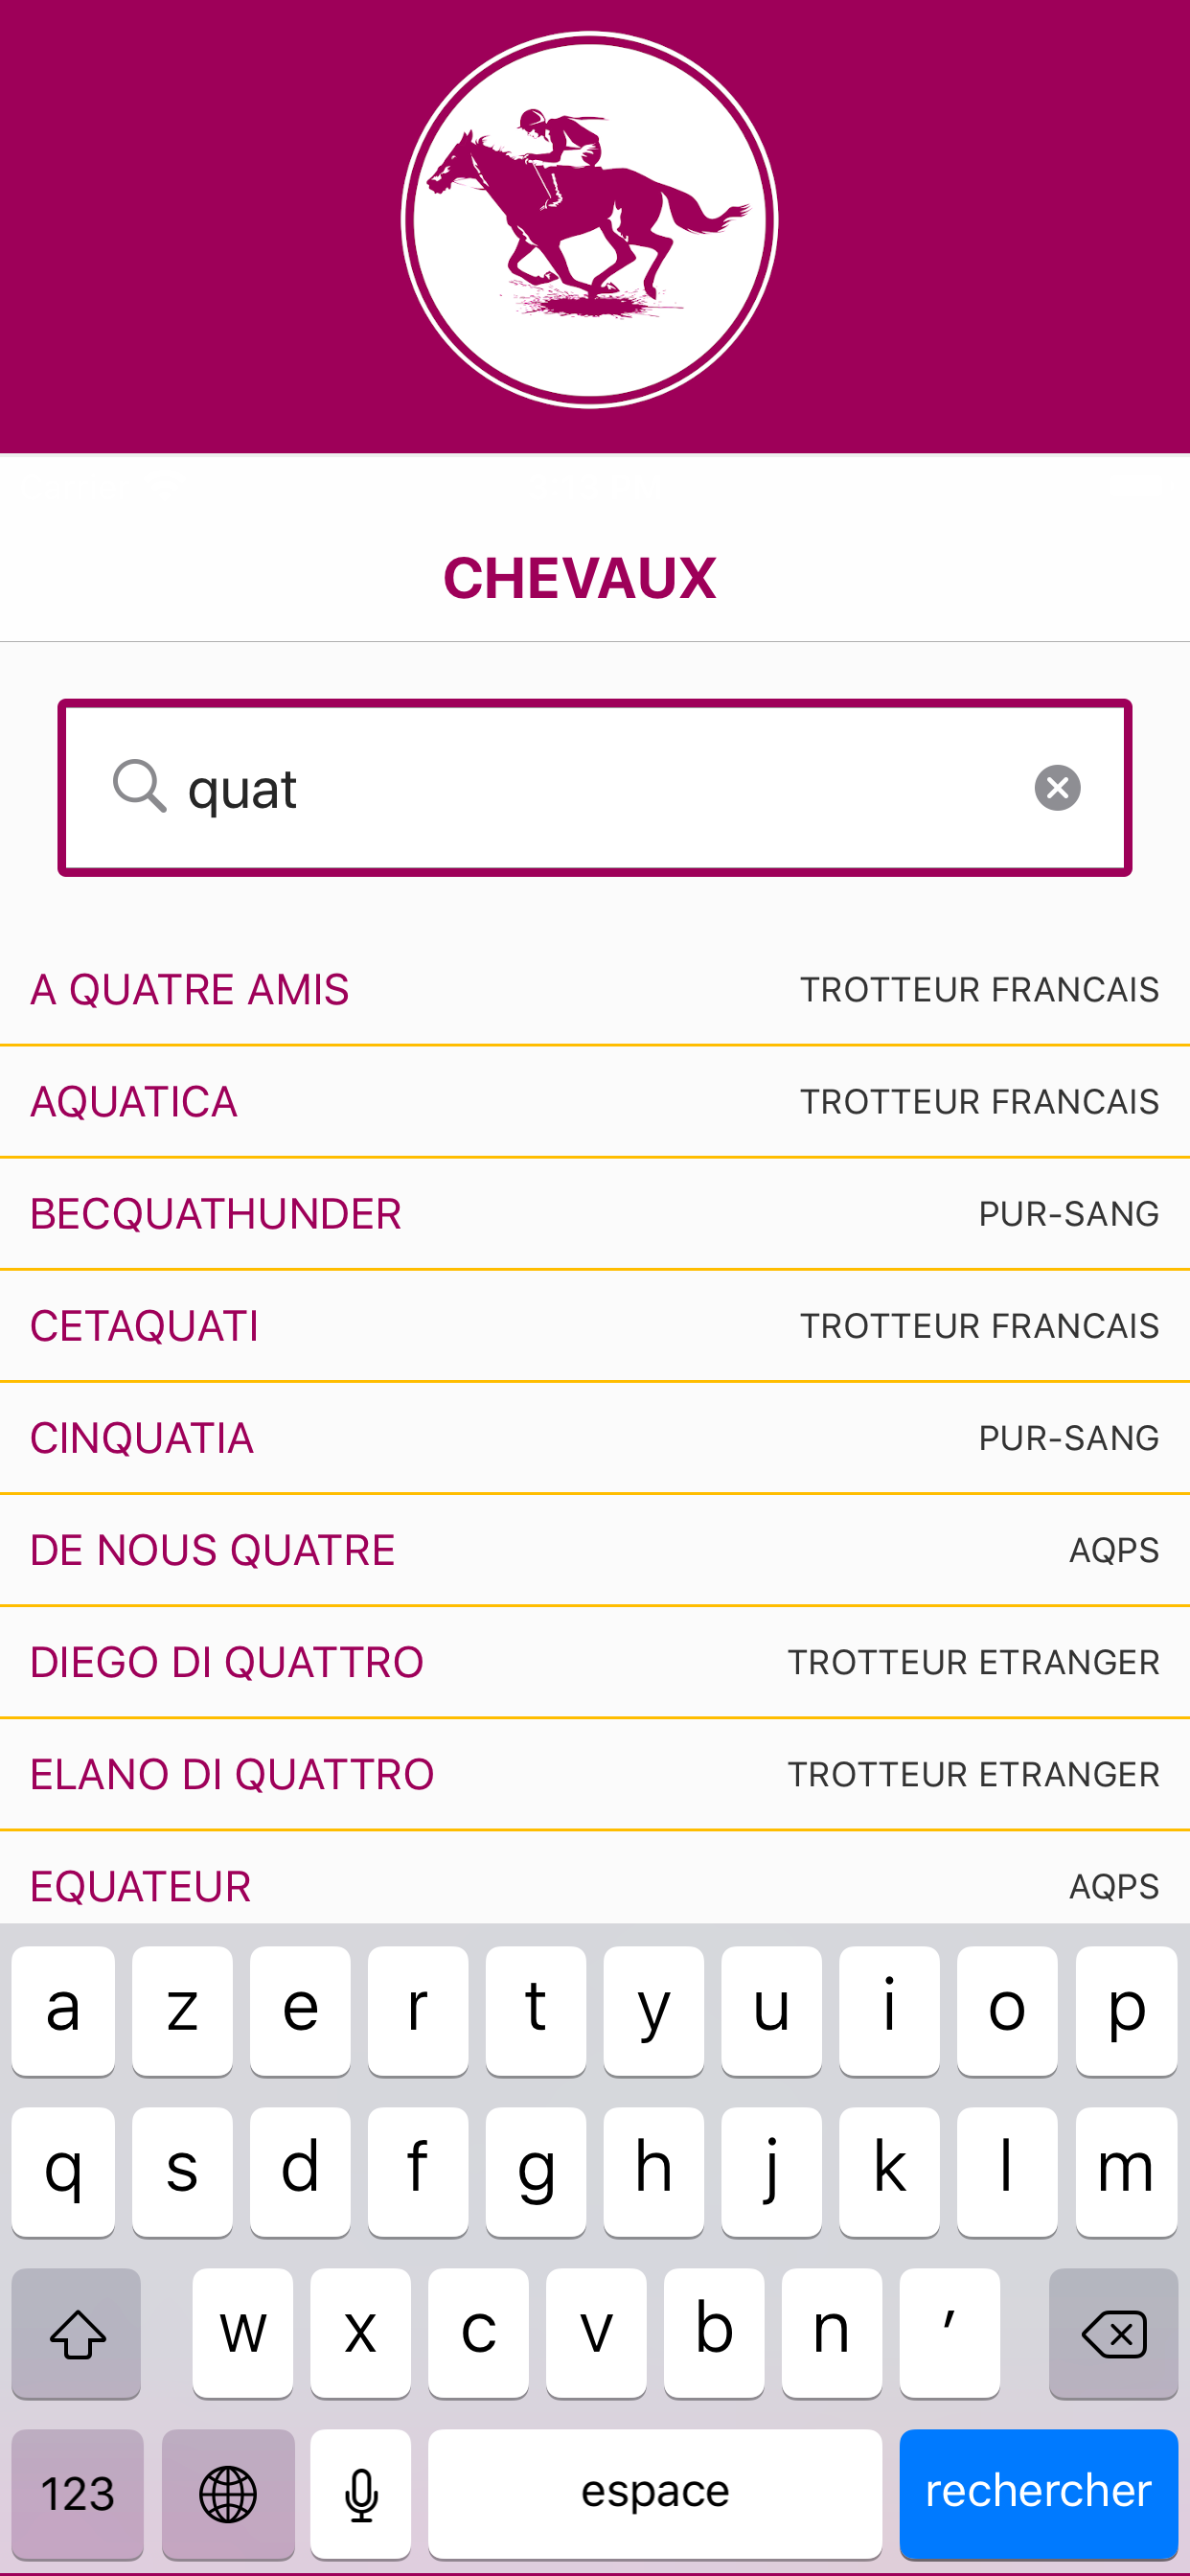 CHEVAUX
quat
A QUATRE AMIS TROTTEUR FRANCAIS
AQUATICA TROTTEUR FRANCAIS
BECQUATHUNDER PUR-SANG
CETAQUATI TROTTEUR FRANCAIS
CINQUATIA PUR-SANG
DE NOUS QUATRE AQPS
DIEGO DI QUATTRO TROTTEUR ETRANGER
ELANO DI QUATTRO TROTTEUR ETRANGER
EQUATEUR AQPS
a z e r t y u i o p
q s d f g h j k l m
w x c v b n ′
123 espace rechercher